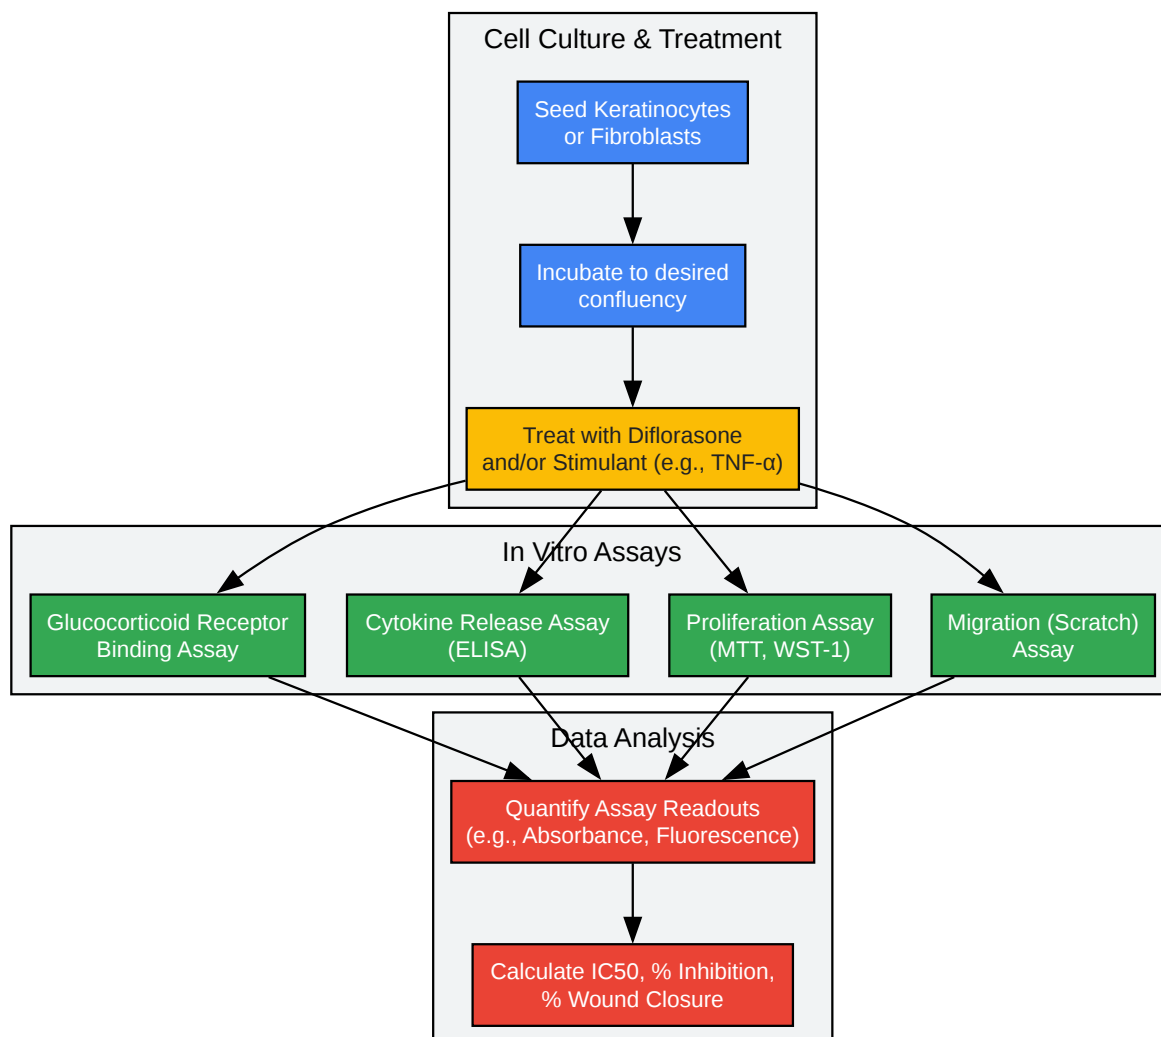 Cell Culture & Treatment
Seed Keratinocytes
or Fibroblasts
Incubate to desired
confluency
Treat with Diflorasone
and/or Stimulant (e.g., TNF-α)
In Vitro Assays
Glucocorticoid Receptor
Binding Assay
Cytokine Release Assay
(ELISA)
Proliferation Assay
(MTT, WST-1)
Migration (Scratch)
Assay
Data Analysis
Quantify Assay Readouts
(e.g., Absorbance, Fluorescence)
Calculate IC50, % Inhibition,
% Wound Closure